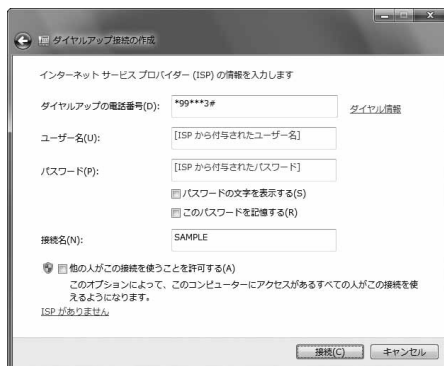 ダイヤルアップ接続の作成
インターネット サービス プロバイダー (ISP) の情報を入力します
ダイヤルアップの電話番号(D): *99***3# ダイヤル情報
ユーザー名(U): [ISP から付与されたユーザー名]
パスワード(P): [ISP から付与されたパスワード]
パスワードの文字を表示する(S)
このパスワードを記憶する(R)
接続名(N): SAMPLE
他の人がこの接続を使うことを許可する(A)
このオプションによって、このコンピューターにアクセスがあるすべての人がこの接続を使
えるようになります。
ISP がありません
接続(C) キャンセル